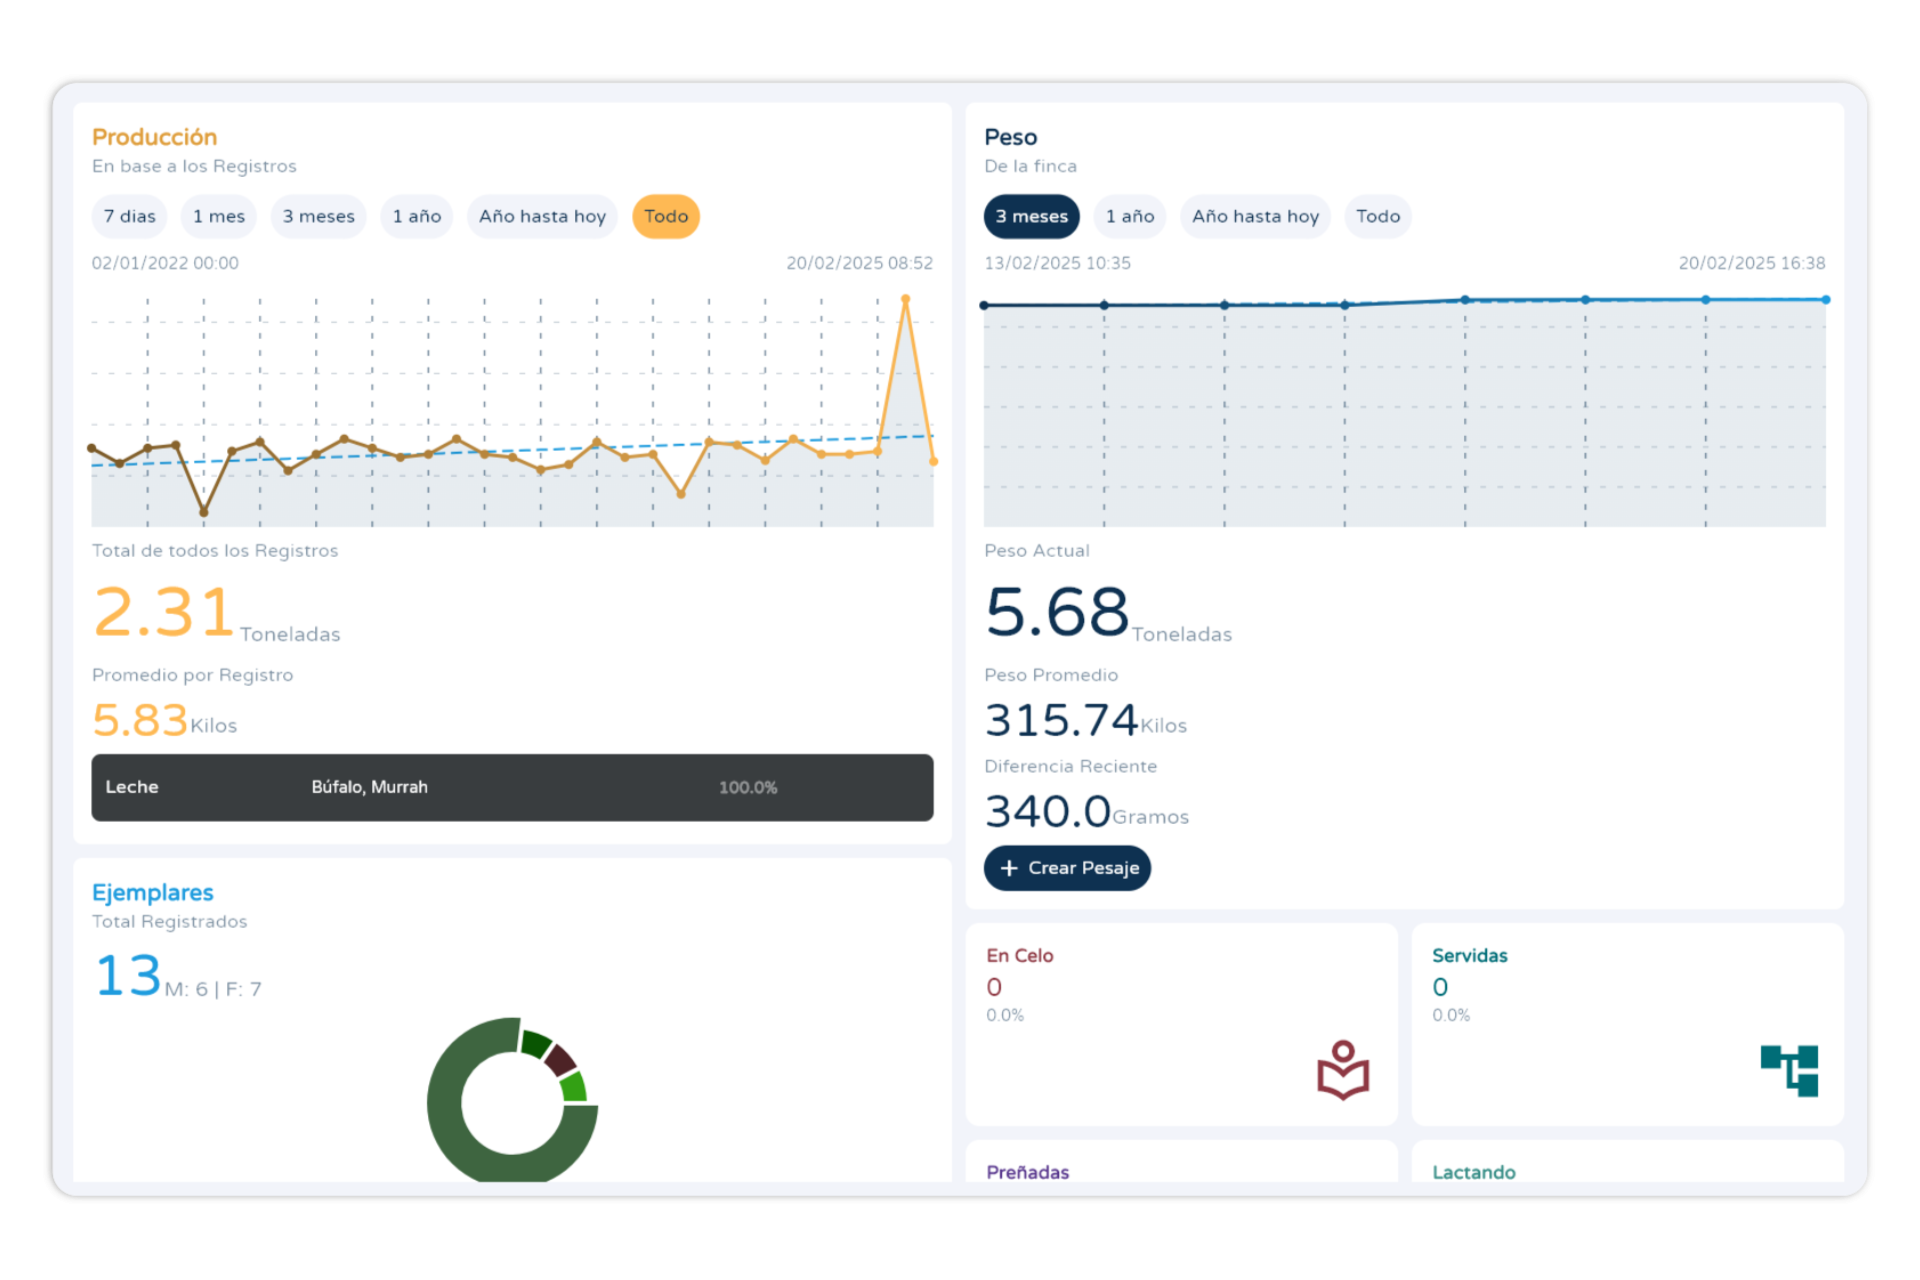 Producción
En base a los Registros
7 dias 1 mes 3 meses 1 año Año hasta hoy Todo
02/01/2022 00:00 20/02/2025 08:52
Total de todos los Registros
2.31 Toneladas
Promedio por Registro
5.83 Kilos
Leche Búfalo, Murrah 100.0%
Ejemplares
Total Registrados
13 M: 6 | F: 7
Peso
De la finca
3 meses 1 año Año hasta hoy Todo
13/02/2025 10:35 20/02/2025 16:38
Peso Actual
5.68 Toneladas
Peso Promedio
315.74 Kilos
Diferencia Reciente
340.0 Gramos
+ Crear Pesaje
En Celo
0
0.0%
Servidas
0
0.0%
Preñadas
Lactando